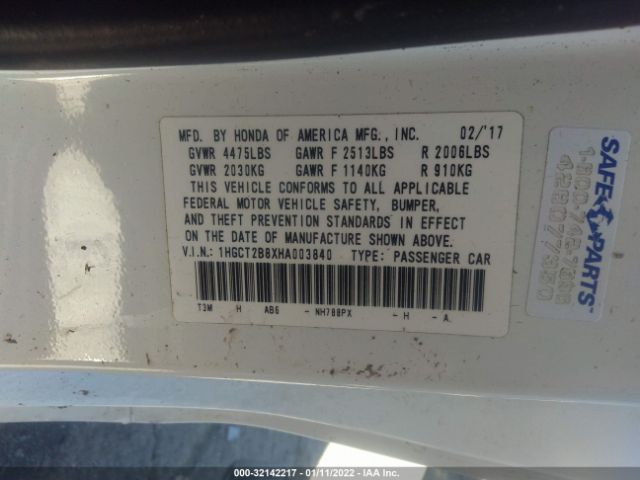 MFD. BY HONDA OF AMERICA MFG., INC. 02/'17
GVWR 4475LBS GAWR F 2513LBS R 2006LBS
GVWR 2030KG GAWR F 1140KG R 910KG
THIS VEHICLE CONFORMS TO ALL APPLICABLE
FEDERAL MOTOR VEHICLE SAFETY, BUMPER,
AND THEFT PREVENTION STANDARDS IN EFFECT
ON THE DATE OF MANUFACTURE SHOWN ABOVE.
V.I.N.: 1HGCT2B8XHA003840 TYPE: PASSENGER CAR
T3M H AB6 - NH788PX - H - A
SAFE PARTS
000-32142217 - 01/11/2022 - IAA Inc.